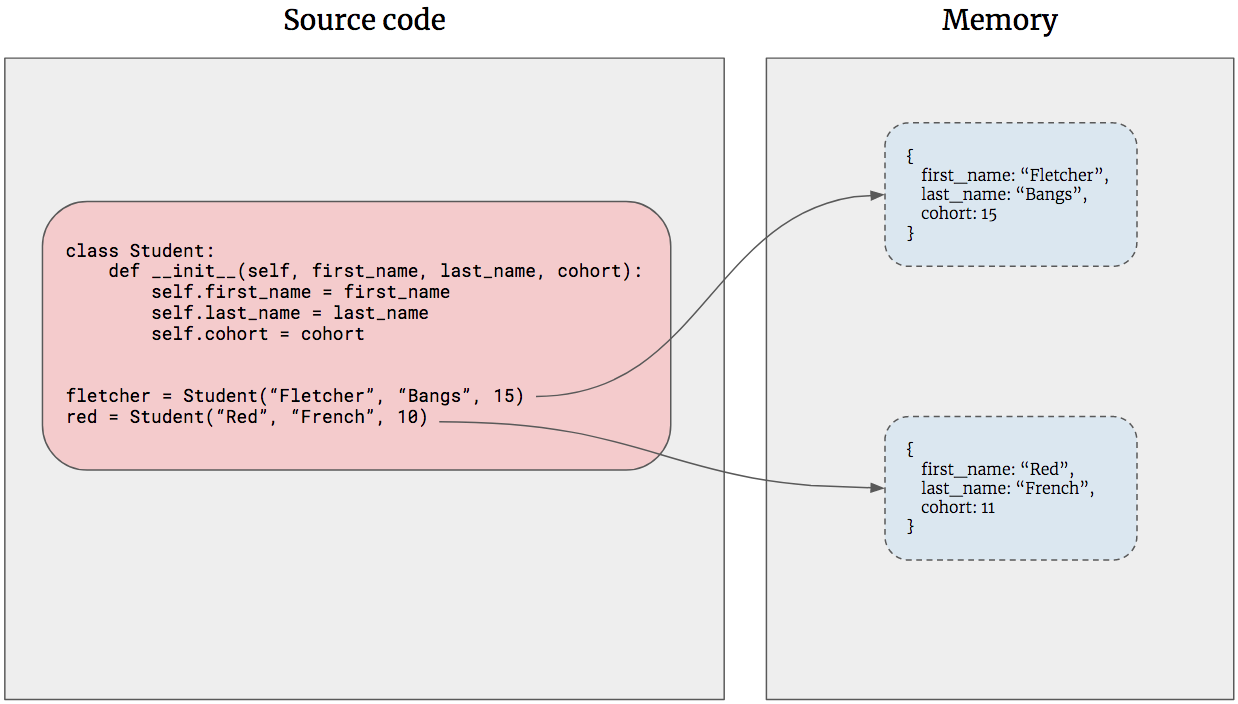 Source code
Memory
class Student:
    def __init__(self, first_name, last_name, cohort):
        self.first_name = first_name
        self.last_name = last_name
        self.cohort = cohort
fletcher = Student(“Fletcher”, “Bangs”, 15)
red = Student(“Red”, “French”, 10)
{
first_name: “Fletcher”,
last_name: “Bangs”,
cohort: 15
}
{
first_name: “Red”,
last_name: “French”,
cohort: 11
}